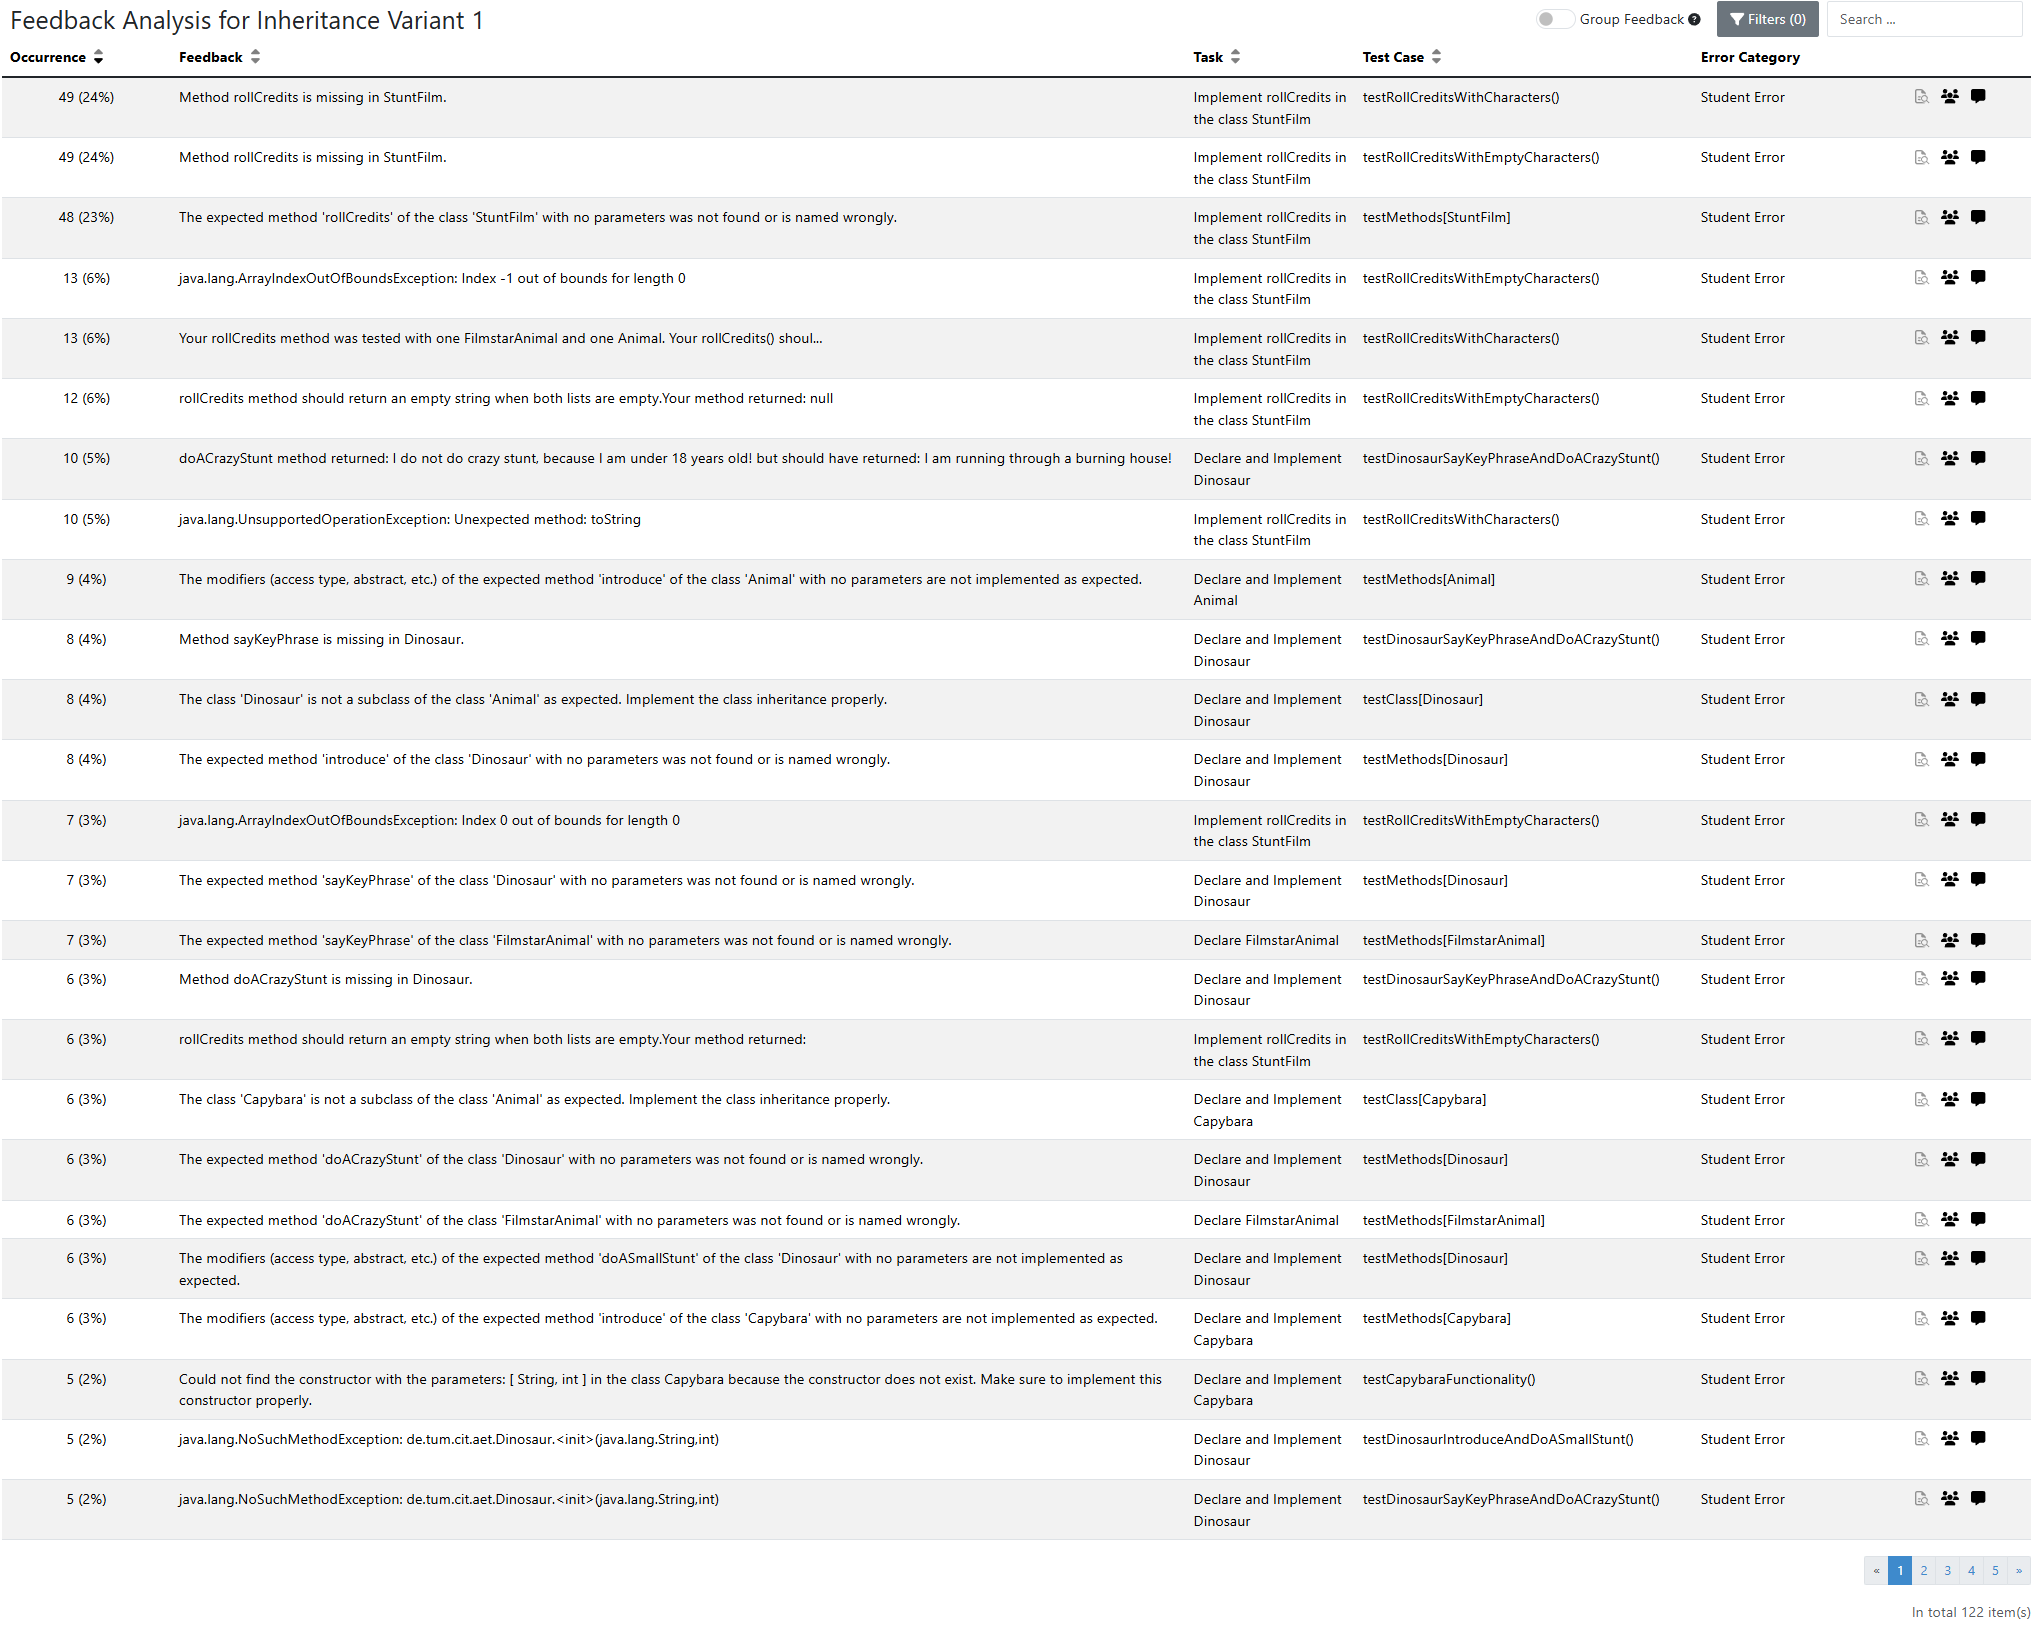 Feedback Analysis for Inheritance Variant 1
Group Feedback ? Filters (0) Search ...
Occurrence Feedback Task Test Case Error Category
49 (24%) Method rollCredits is missing in StuntFilm. Implement rollCredits in testRollCreditsWithCharacters() Student Error
the class StuntFilm
49 (24%) Method rollCredits is missing in StuntFilm. Implement rollCredits in testRollCreditsWithEmptyCharacters() Student Error
the class StuntFilm
48 (23%) The expected method 'rollCredits' of the class 'StuntFilm' with no parameters was not found or is named wrongly. Implement rollCredits in testMethods[StuntFilm] Student Error
the class StuntFilm
13 (6%) java.lang.ArrayIndexOutOfBoundsException: Index -1 out of bounds for length 0 Implement rollCredits in testRollCreditsWithEmptyCharacters() Student Error
the class StuntFilm
13 (6%) Your rollCredits method was tested with one FilmstarAnimal and one Animal. Your rollCredits() shoul... Implement rollCredits in testRollCreditsWithCharacters() Student Error
the class StuntFilm
12 (6%) rollCredits method should return an empty string when both lists are empty.Your method returned: null Implement rollCredits in testRollCreditsWithEmptyCharacters() Student Error
the class StuntFilm
10 (5%) doACrazyStunt method returned: I do not do crazy stunt, because I am under 18 years old! but should have returned: I am running through a burning house! Declare and Implement testDinosaurSayKeyPhraseAndDoACrazyStunt() Student Error
Dinosaur
10 (5%) java.lang.UnsupportedOperationException: Unexpected method: toString Implement rollCredits in testRollCreditsWithCharacters() Student Error
the class StuntFilm
9 (4%) The modifiers (access type, abstract, etc.) of the expected method 'introduce' of the class 'Animal' with no parameters are not implemented as expected. Declare and Implement testMethods[Animal] Student Error
Animal
8 (4%) Method sayKeyPhrase is missing in Dinosaur. Declare and Implement testDinosaurSayKeyPhraseAndDoACrazyStunt() Student Error
Dinosaur
8 (4%) The class 'Dinosaur' is not a subclass of the class 'Animal' as expected. Implement the class inheritance properly. Declare and Implement testClass[Dinosaur] Student Error
Dinosaur
8 (4%) The expected method 'introduce' of the class 'Dinosaur' with no parameters was not found or is named wrongly. Declare and Implement testMethods[Dinosaur] Student Error
Dinosaur
7 (3%) java.lang.ArrayIndexOutOfBoundsException: Index 0 out of bounds for length 0 Implement rollCredits in testRollCreditsWithEmptyCharacters() Student Error
the class StuntFilm
7 (3%) The expected method 'sayKeyPhrase' of the class 'Dinosaur' with no parameters was not found or is named wrongly. Declare and Implement testMethods[Dinosaur] Student Error
Dinosaur
7 (3%) The expected method 'sayKeyPhrase' of the class 'FilmstarAnimal' with no parameters was not found or is named wrongly. Declare FilmstarAnimal testMethods[FilmstarAnimal] Student Error
6 (3%) Method doACrazyStunt is missing in Dinosaur. Declare and Implement testDinosaurSayKeyPhraseAndDoACrazyStunt() Student Error
Dinosaur
6 (3%) rollCredits method should return an empty string when both lists are empty.Your method returned: Implement rollCredits in testRollCreditsWithEmptyCharacters() Student Error
the class StuntFilm
6 (3%) The class 'Capybara' is not a subclass of the class 'Animal' as expected. Implement the class inheritance properly. Declare and Implement testClass[Capybara] Student Error
Capybara
6 (3%) The expected method 'doACrazyStunt' of the class 'Dinosaur' with no parameters was not found or is named wrongly. Declare and Implement testMethods[Dinosaur] Student Error
Dinosaur
6 (3%) The expected method 'doACrazyStunt' of the class 'FilmstarAnimal' with no parameters was not found or is named wrongly. Declare FilmstarAnimal testMethods[FilmstarAnimal] Student Error
6 (3%) The modifiers (access type, abstract, etc.) of the expected method 'doASmallStunt' of the class 'Dinosaur' with no parameters are not implemented as Declare and Implement testMethods[Dinosaur] Student Error
expected. Dinosaur
6 (3%) The modifiers (access type, abstract, etc.) of the expected method 'introduce' of the class 'Capybara' with no parameters are not implemented as expected. Declare and Implement testMethods[Capybara] Student Error
Capybara
5 (2%) Could not find the constructor with the parameters: [ String, int ] in the class Capybara because the constructor does not exist. Make sure to implement this Declare and Implement testCapybaraFunctionality() Student Error
constructor properly. Capybara
5 (2%) java.lang.NoSuchMethodException: de.tum.cit.aet.Dinosaur.<init>(java.lang.String,int) Declare and Implement testDinosaurIntroduceAndDoASmallStunt() Student Error
Dinosaur
5 (2%) java.lang.NoSuchMethodException: de.tum.cit.aet.Dinosaur.<init>(java.lang.String,int) Declare and Implement testDinosaurSayKeyPhraseAndDoACrazyStunt() Student Error
Dinosaur
« 1 2 3 4 5 »
In total 122 item(s)